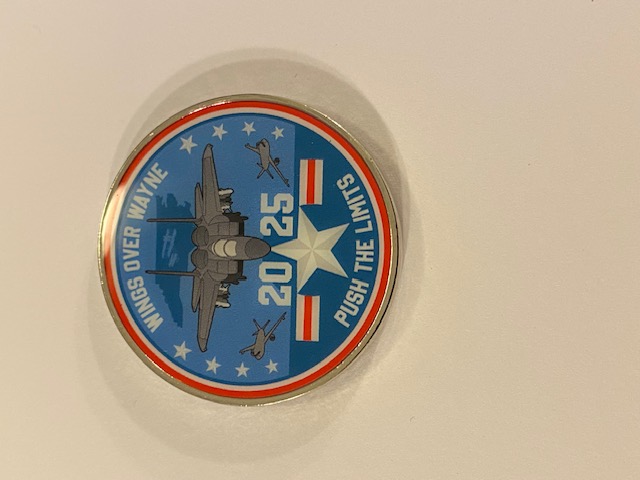 WINGS OVER WAYNE
2025
PUSH THE LIMITS